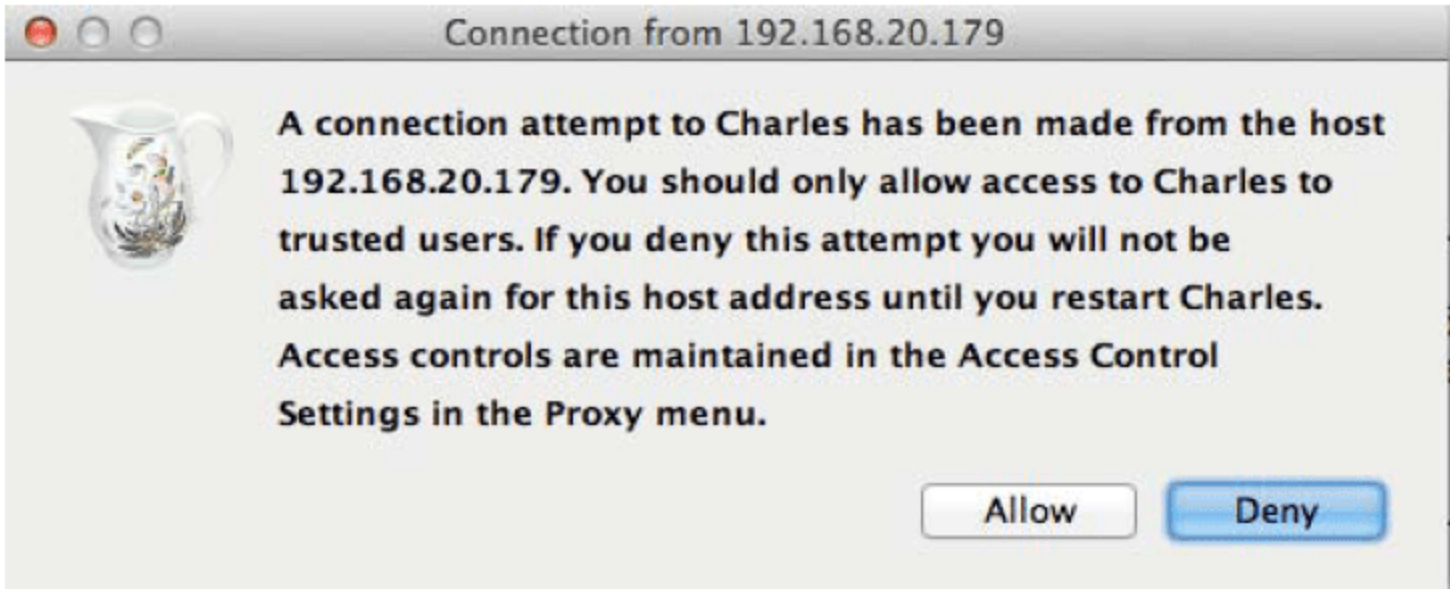 Connection from 192.168.20.179
A connection attempt to Charles has been made from the host
192.168.20.179. You should only allow access to Charles to
trusted users. If you deny this attempt you will not be
asked again for this host address until you restart Charles.
Access controls are maintained in the Access Control
Settings in the Proxy menu.
Allow Deny